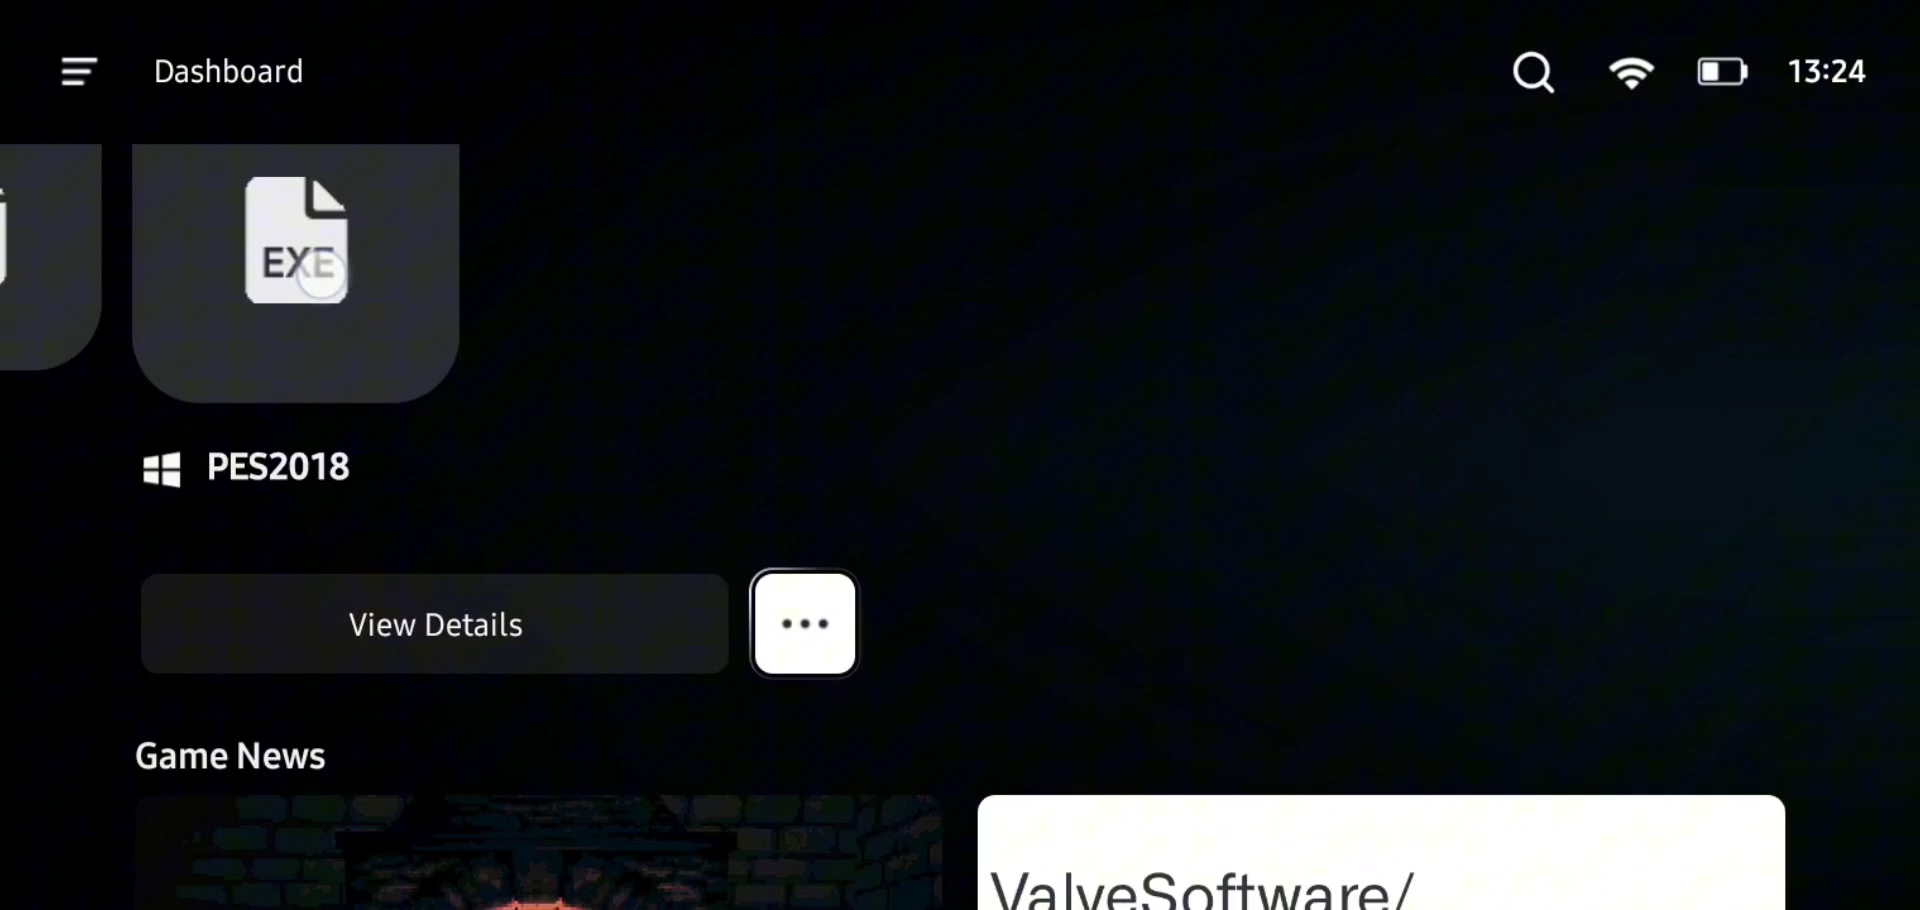 Dashboard
13:24
EXE
PES2018
View Details
Game News
ValveSoftware/